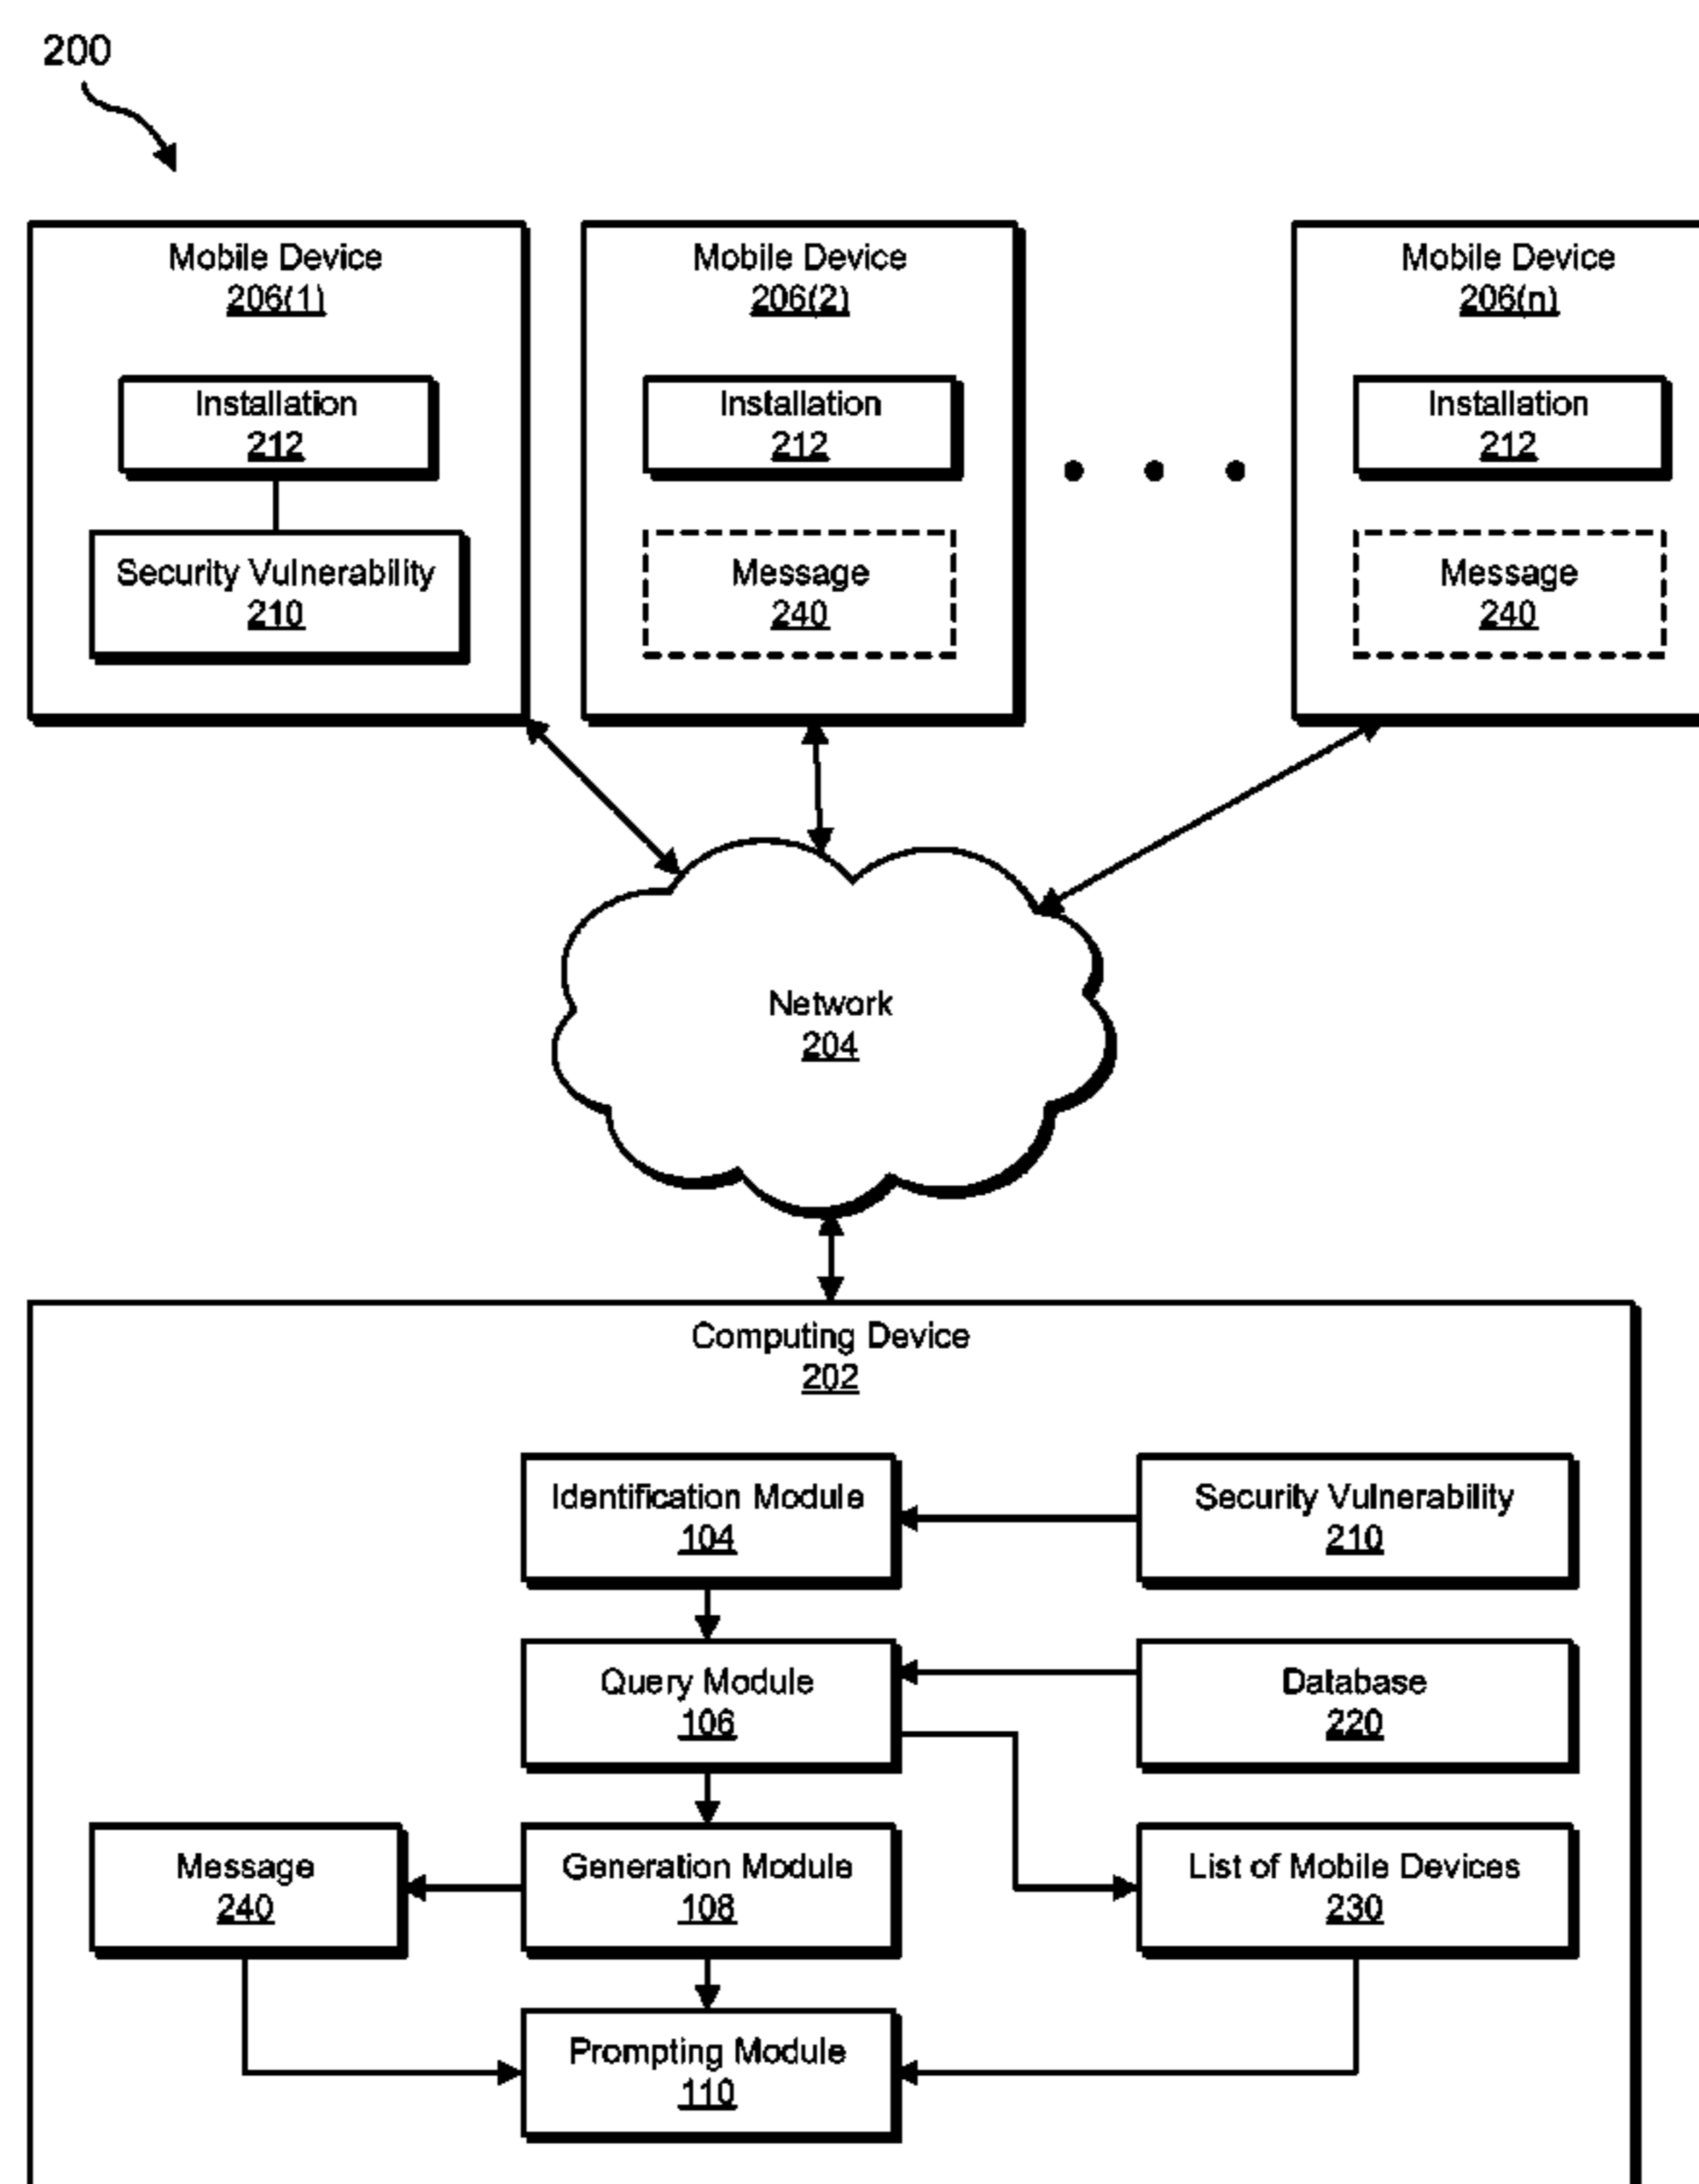 200
Mobile Device
206(1)
Installation
212
Security Vulnerability
210
Mobile Device
206(2)
Installation
212
Message
240
Mobile Device
206(n)
Installation
212
Message
240
Network
204
Computing Device
202
Identification Module
104
Security Vulnerability
210
Query Module
106
Database
220
Message
240
Generation Module
108
List of Mobile Devices
230
Prompting Module
110